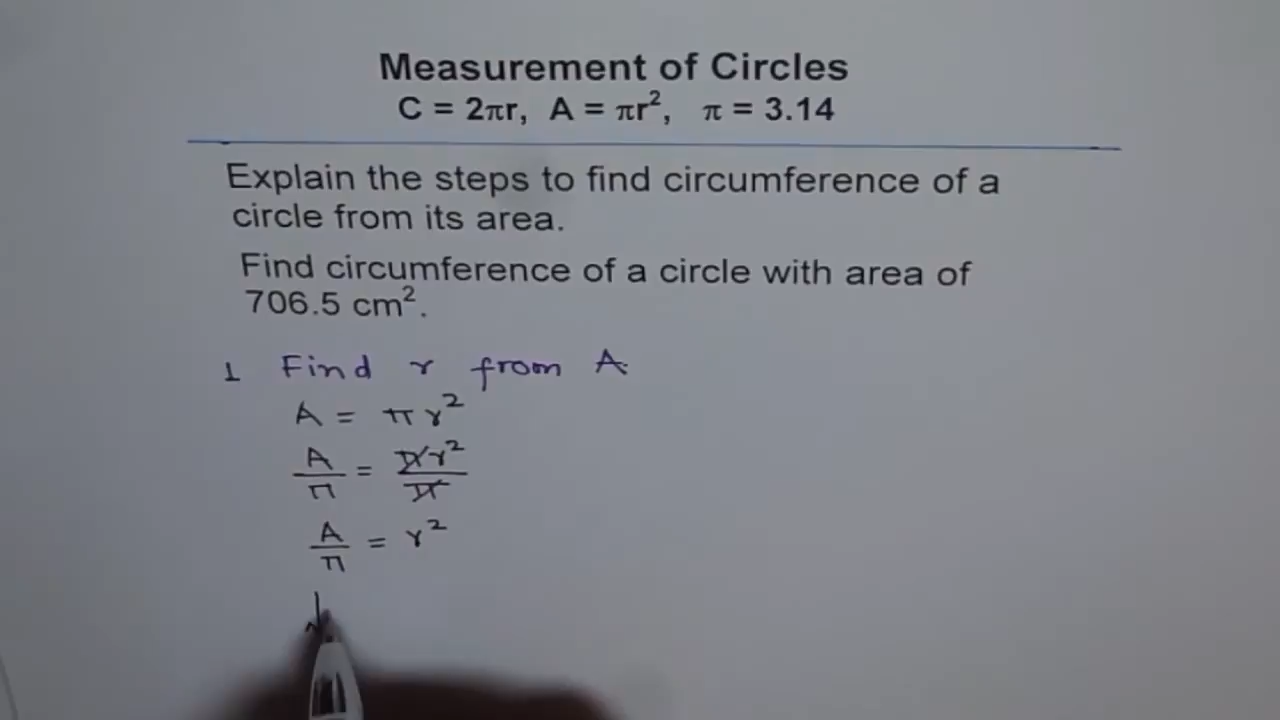 Measurement of Circles
C = 2πr, A = πr², π = 3.14
Explain the steps to find circumference of a
circle from its area.
Find circumference of a circle with area of
706.5 cm².
1 Find r from A.
A = πr²
A/π = πr²/π
A/π = r²